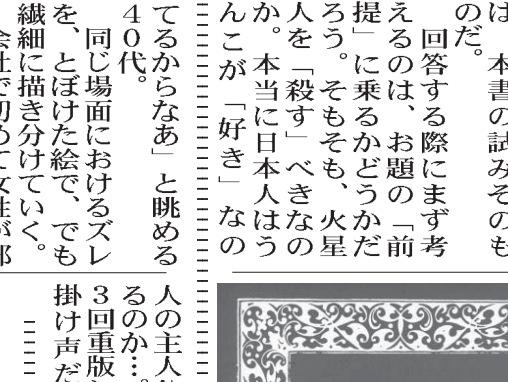 は、本書の試みそのも
のだ。
回答する際にまず考
えるのは、お題の「前
提」に乗るかどうかだ
ろう。そもそも、火星
人を「殺す」べきなの
か。本当に日本人はう
んこが「好き」なの
てるからなあ」と眺める
40代。
同じ場面におけるズレ
を、とぼけた絵で、でも
繊細に描き分けていく。
会社で初めて女性が部
人の主人
るのか…。
3回重版
掛け声だ